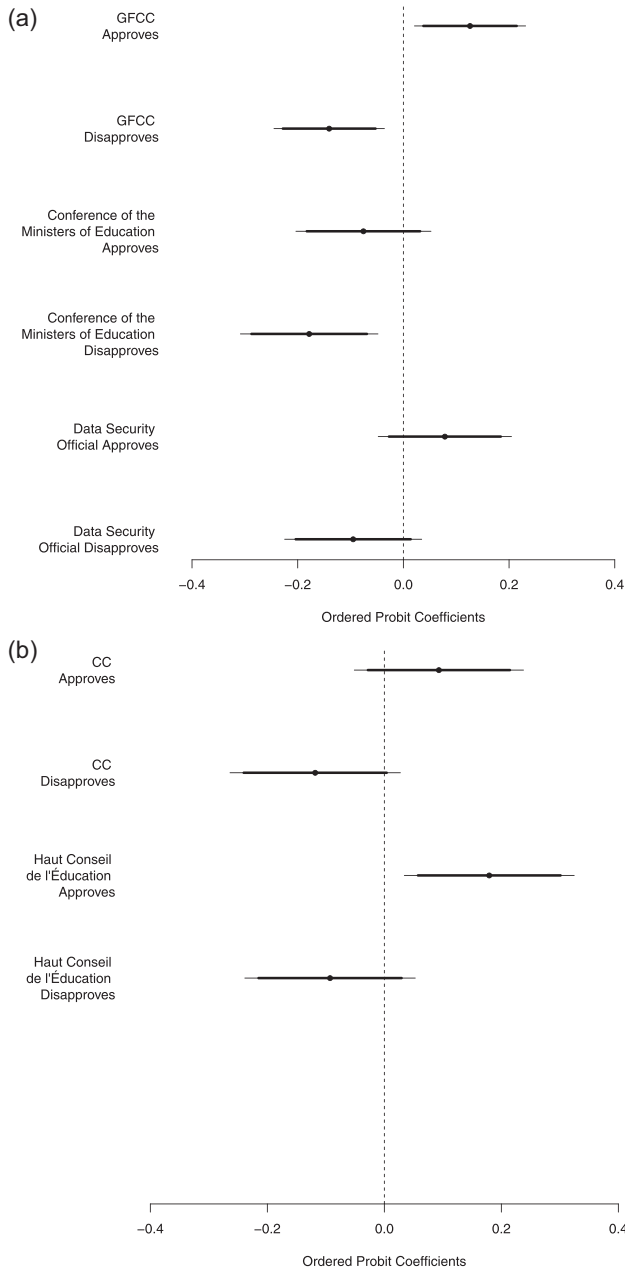 (a)
GFCC
Approves
GFCC
Disapproves
Conference of the
Ministers of Education
Approves
Conference of the
Ministers of Education
Disapproves
Data Security
Official Approves
Data Security
Official Disapproves
−0.4 −0.2 0.0 0.2 0.4
Ordered Probit Coefficients
(b)
CC
Approves
CC
Disapproves
Haut Conseil
de l'Éducation
Approves
Haut Conseil
de l'Éducation
Disapproves
−0.4 −0.2 0.0 0.2 0.4
Ordered Probit Coefficients